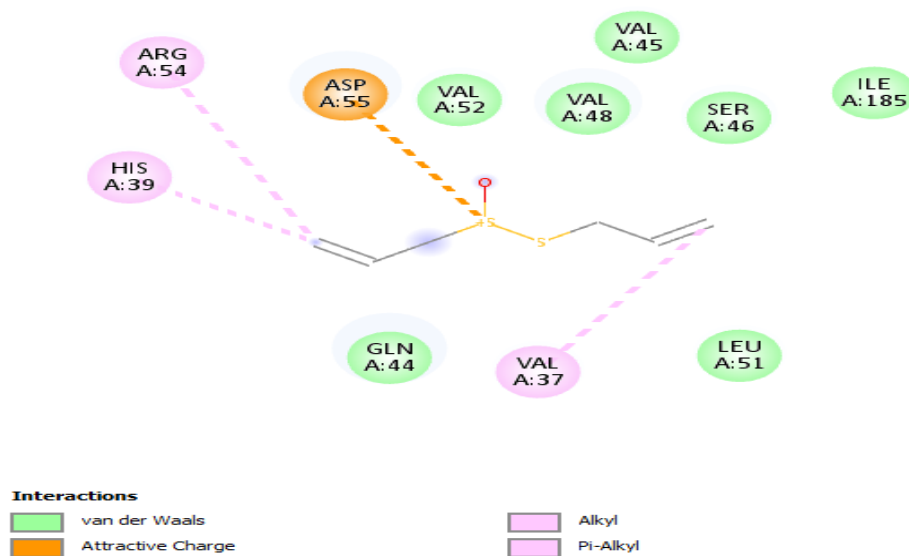 VAL
A:45
ARG
A:54
ASP
A:55
VAL
A:52
VAL
A:48
SER
A:46
ILE
A:185
HIS
A:39
+S
S
GLN
A:44
VAL
A:37
LEU
A:51
Interactions
van der Waals
Attractive Charge
Alkyl
Pi-Alkyl